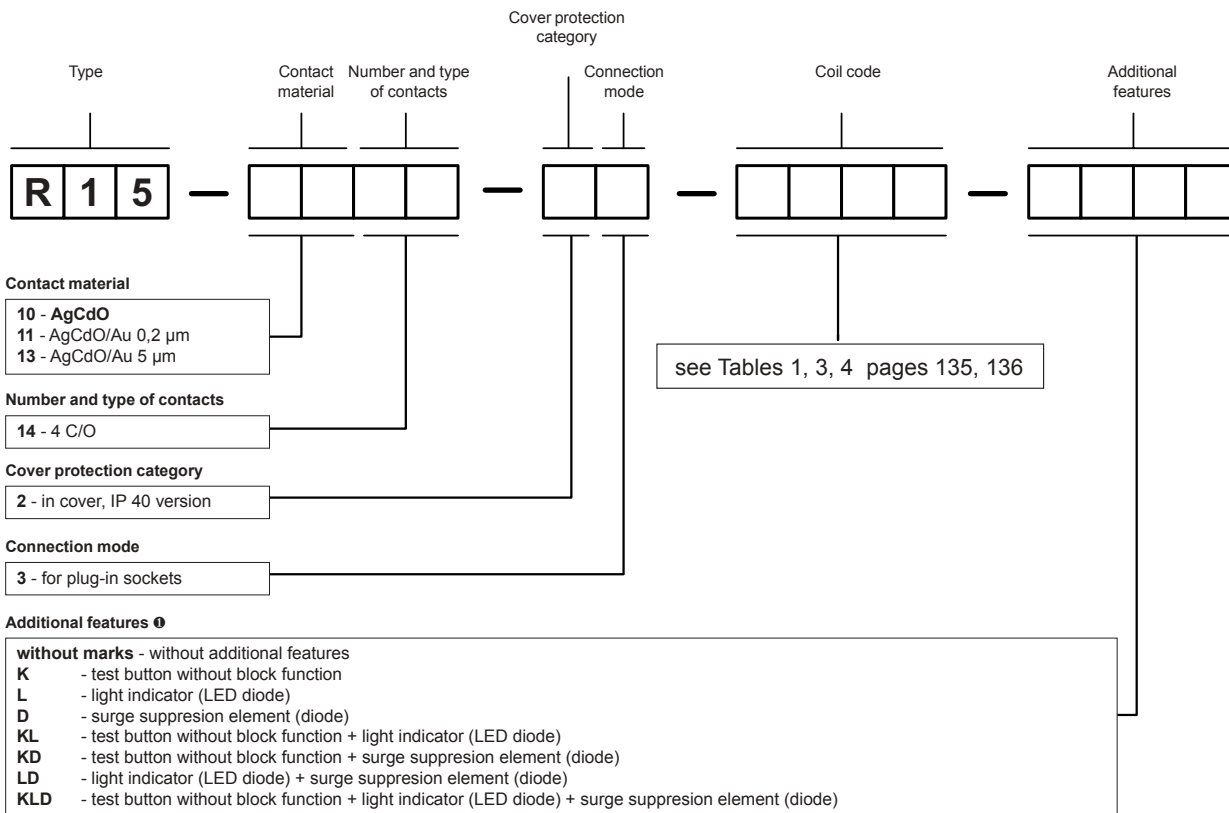 Cover protection
category
Type
Contact
material
Number and type
of contacts
Connection
mode
Coil code
Additional
features
R 1 5 — — — —
Contact material
10 - AgCdO
11 - AgCdO/Au 0,2 µm
13 - AgCdO/Au 5 µm
see Tables 1, 3, 4 pages 135, 136
Number and type of contacts
14 - 4 C/O
Cover protection category
2 - in cover, IP 40 version
Connection mode
3 - for plug-in sockets
Additional features ❶
without marks - without additional features
K - test button without block function
L - light indicator (LED diode)
D - surge suppresion element (diode)
KL - test button without block function + light indicator (LED diode)
KD - test button without block function + surge suppresion element (diode)
LD - light indicator (LED diode) + surge suppresion element (diode)
KLD - test button without block function + light indicator (LED diode) + surge suppresion element (diode)